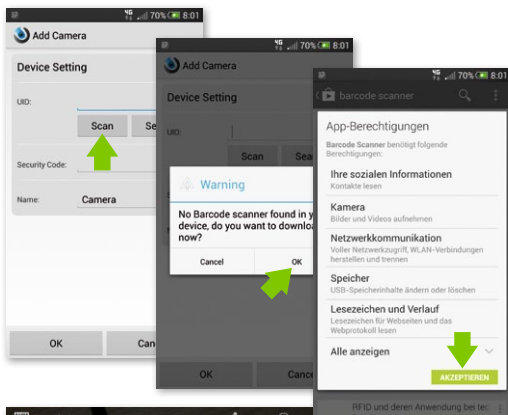 4G 70% 8:01
Add Camera
Device Setting
UID:
Scan
Security Code:
Name: Camera
OK
4G 70% 8:01
Add Camera
Device Setting
UID:
Scan
Warning
No Barcode scanner found in
device, do you want to
now?
Cancel OK
OK
4G 70% 8:01
barcode scanner
App-Berechtigungen
Barcode Scanner benötigt folgende
Berechtigungen:
Ihre sozialen Informationen
Kontakte lesen
Kamera
Bilder und Videos aufnehmen
Netzwerkkommunikation
Voller Netzwerkzugriff, WLAN-Verbindungen
herstellen und trennen
Speicher
USB-Speicherinhalte ändern oder löschen
Lesezeichen und Verlauf
Lesezeichen für Webseiten und das
Webprotokoll lesen
Alle anzeigen
AKZEPTIEREN
RFID und deren Anwendung bei